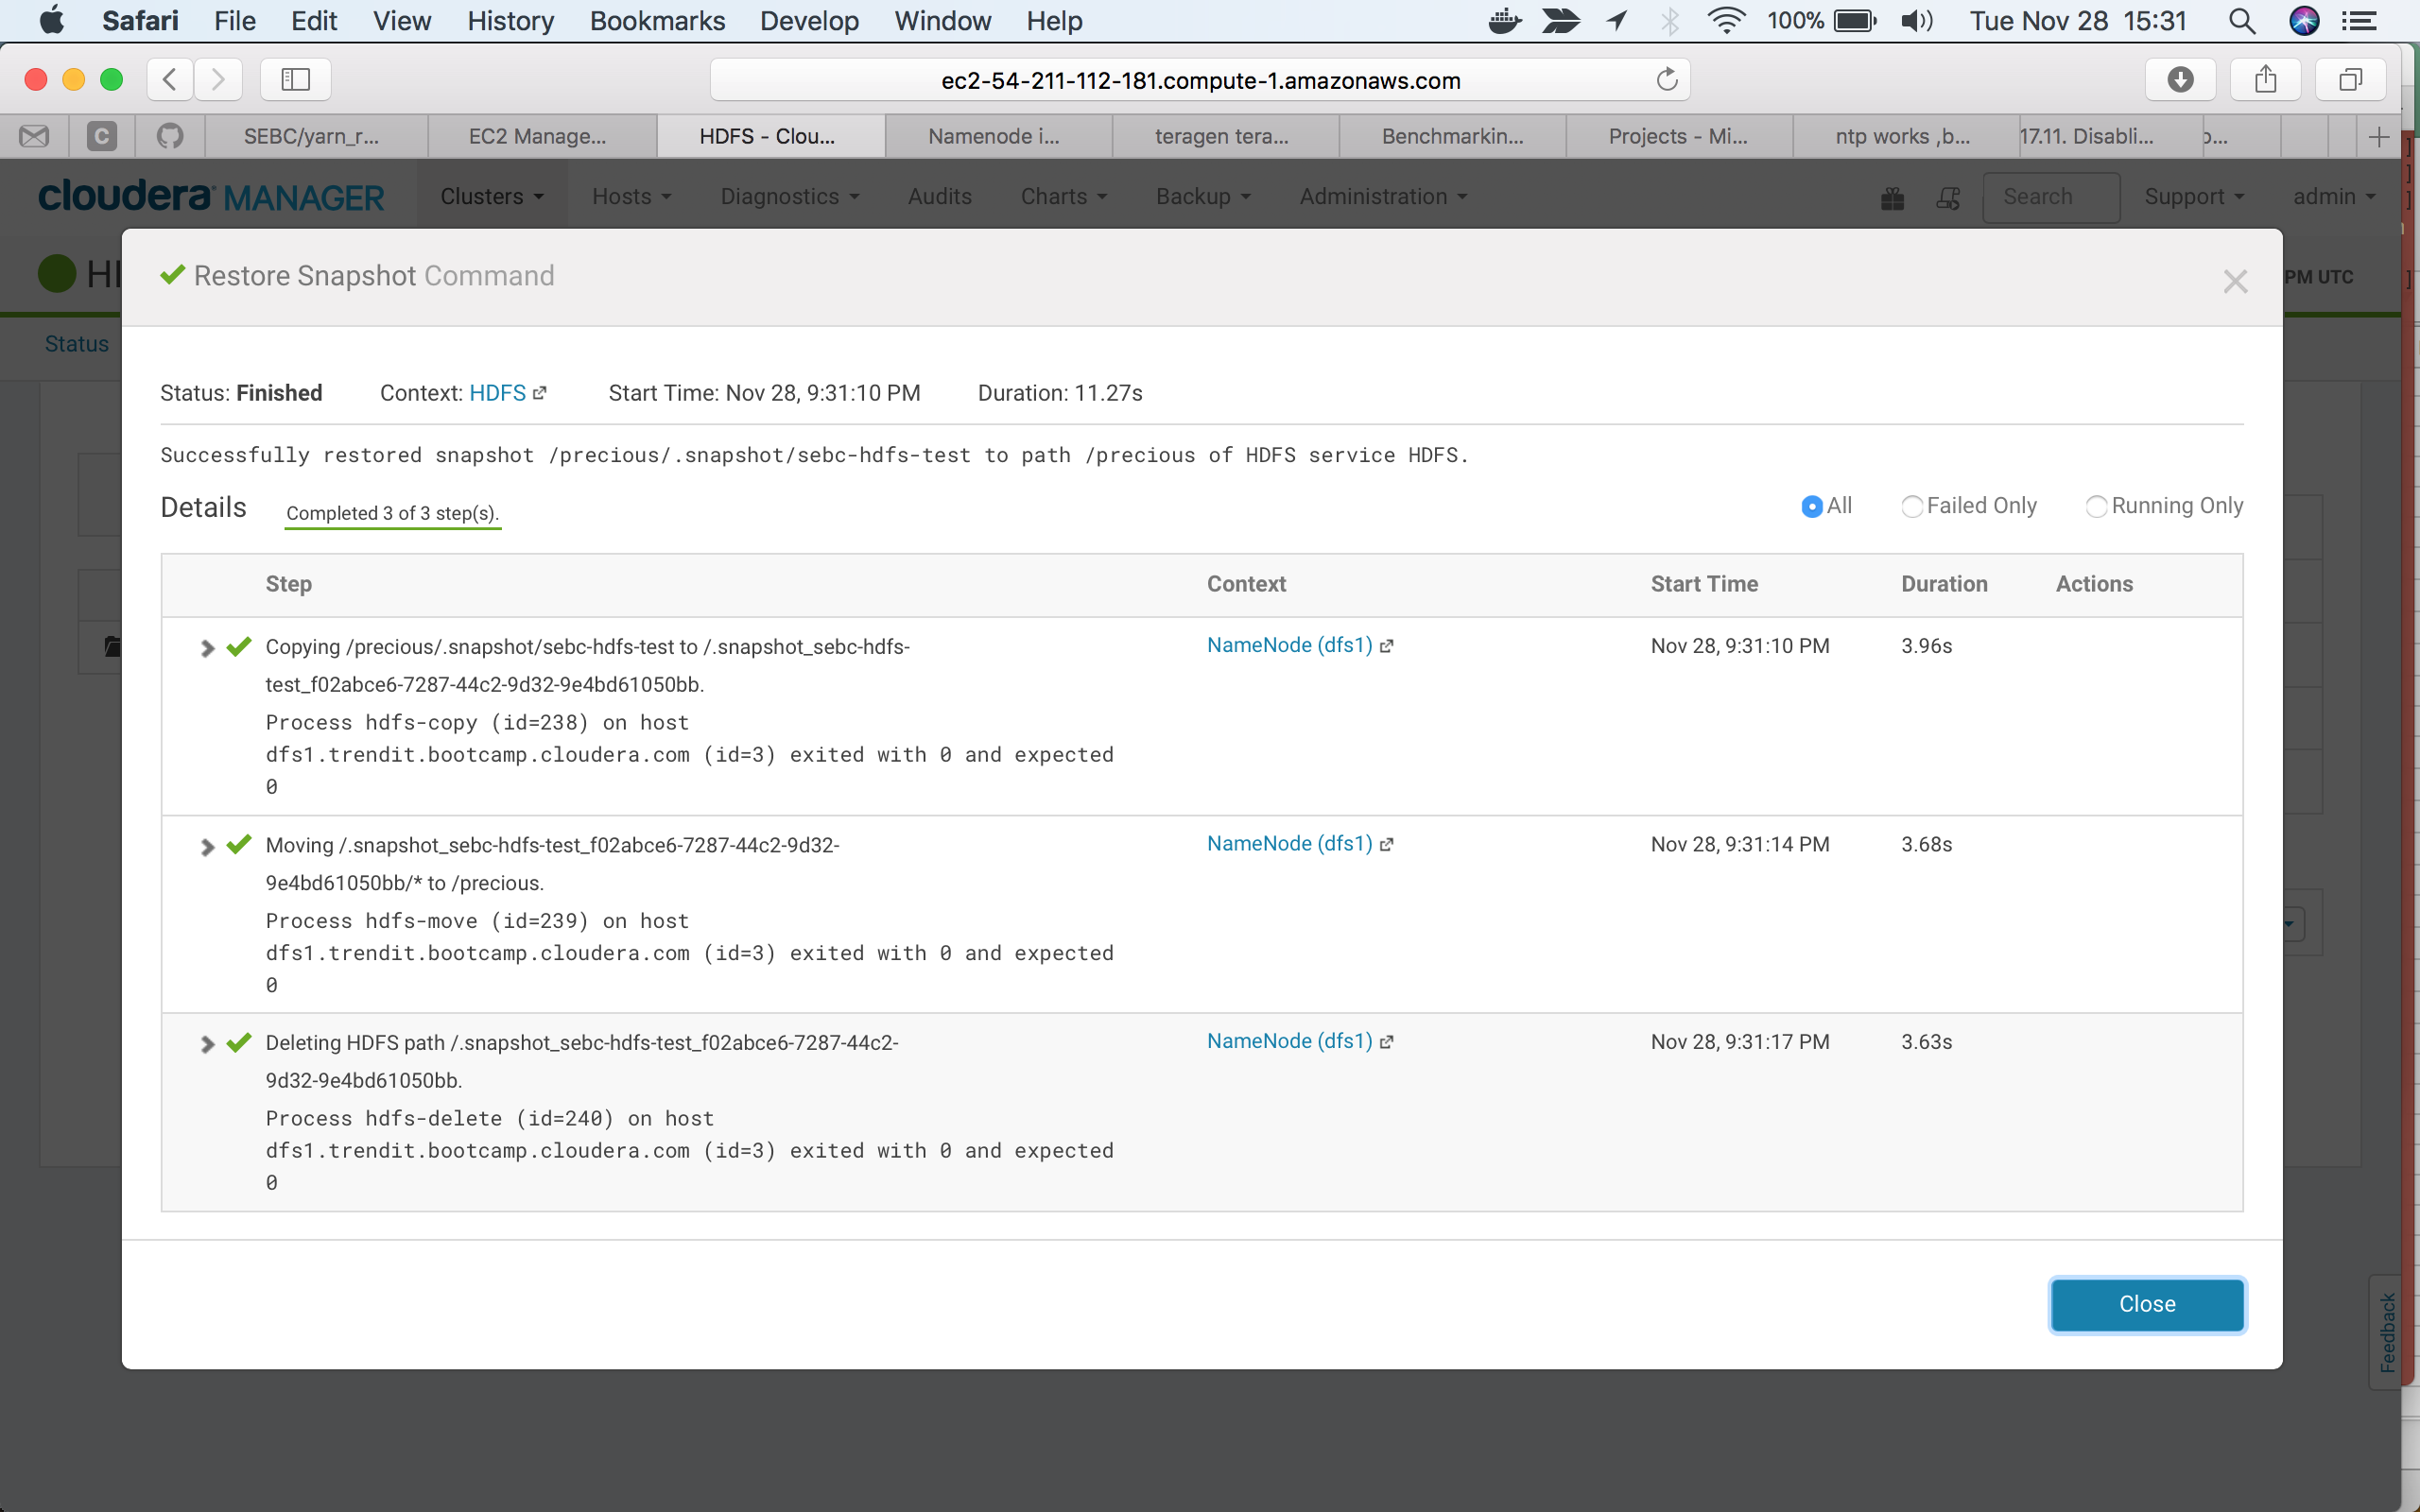 Safari File Edit View History Bookmarks Develop Window Help 100% Tue Nov 28 15:31
ec2-54-211-112-181.compute-1.amazonaws.com
C SEBC/yarn_r... EC2 Manage... HDFS - Clou... Namenode i... teragen tera... Benchmarkin... Projects - Mi... ntp works ,b... 17.11. Disabli...
cloudera MANAGER Clusters Hosts Diagnostics Audits Charts Backup Administration Search Support admin
Restore Snapshot Command
PM UTC
Status
Status: Finished Context: HDFS Start Time: Nov 28, 9:31:10 PM Duration: 11.27s
Successfully restored snapshot /precious/.snapshot/sebc-hdfs-test to path /precious of HDFS service HDFS.
Details Completed 3 of 3 step(s). All Failed Only Running Only
Step Context Start Time Duration Actions
Copying /precious/.snapshot/sebc-hdfs-test to /.snapshot_sebc-hdfs- NameNode (dfs1) Nov 28, 9:31:10 PM 3.96s
test_f02abce6-7287-44c2-9d32-9e4bd61050bb.
Process hdfs-copy (id=238) on host
dfs1.trendit.bootcamp.cloudera.com (id=3) exited with 0 and expected
0
Moving /.snapshot_sebc-hdfs-test_f02abce6-7287-44c2-9d32- NameNode (dfs1) Nov 28, 9:31:14 PM 3.68s
9e4bd61050bb/* to /precious.
Process hdfs-move (id=239) on host
dfs1.trendit.bootcamp.cloudera.com (id=3) exited with 0 and expected
0
Deleting HDFS path /.snapshot_sebc-hdfs-test_f02abce6-7287-44c2- NameNode (dfs1) Nov 28, 9:31:17 PM 3.63s
9d32-9e4bd61050bb.
Process hdfs-delete (id=240) on host
dfs1.trendit.bootcamp.cloudera.com (id=3) exited with 0 and expected
0
Close
Feedback